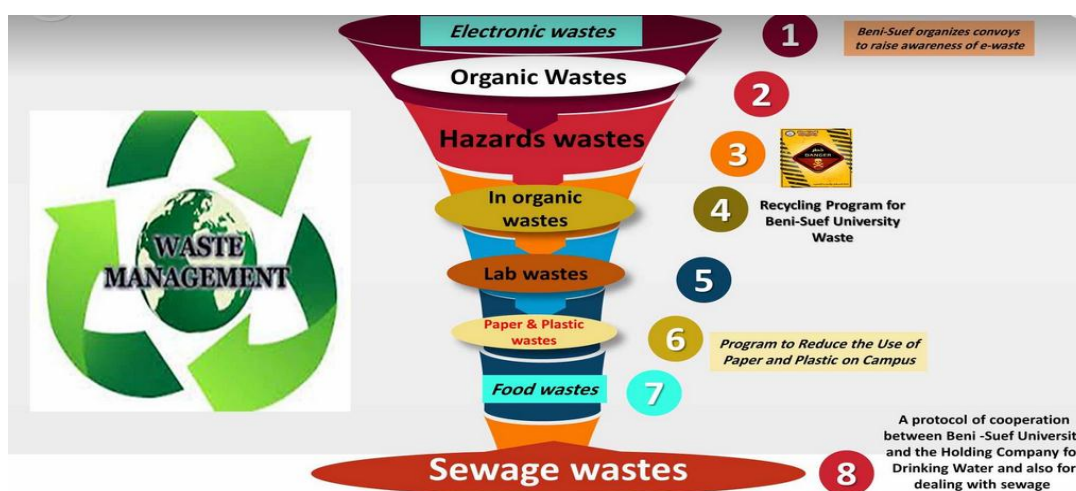 Electronic wastes
1
Beni-Suef organizes convoys
to raise awareness of e-waste
Organic Wastes
2
Hazards wastes
3
DANGER
In organic
wastes
4
Recycling Program for
Beni-Suef University
Waste
WASTE
MANAGEMENT
Lab wastes
5
Paper & Plastic
wastes
6
Program to Reduce the Use of
Paper and Plastic on Campus
Food wastes
7
Sewage wastes
8
A protocol of cooperation
between Beni -Suef Universit
and the Holding Company fo
Drinking Water and also for
dealing with sewage